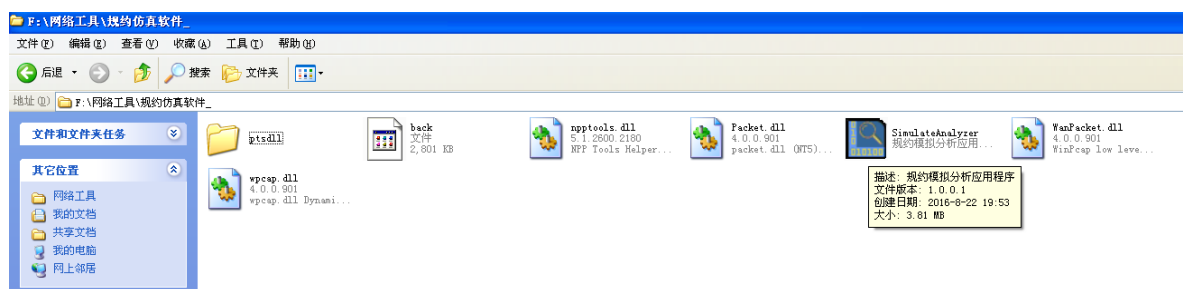 F:\网络工具\规约仿真软件_
文件(F) 编辑(E) 查看(V) 收藏(A) 工具(T) 帮助(H)
后退 搜索 文件夹
地址(D) F:\网络工具\规约仿真软件_
文件和文件夹任务
其它位置
网络工具
我的文档
共享文档
我的电脑
网上邻居
ptsdll
back
文件
2,801 KB
npptools.dll
5.1.2600.2180
NPP Tools Helper...
Packet.dll
4.0.0.901
packet.dll (NT5)...
SimulateAnalyzer
规约模拟分析应用...
WanPacket.dll
4.0.0.901
WinPcap low leve...
wpcap.dll
4.0.0.901
wpcap.dll Dynami...
描述: 规约模拟分析应用程序
文件版本: 1.0.0.1
创建日期: 2016-8-22 19:53
大小: 3.81 MB